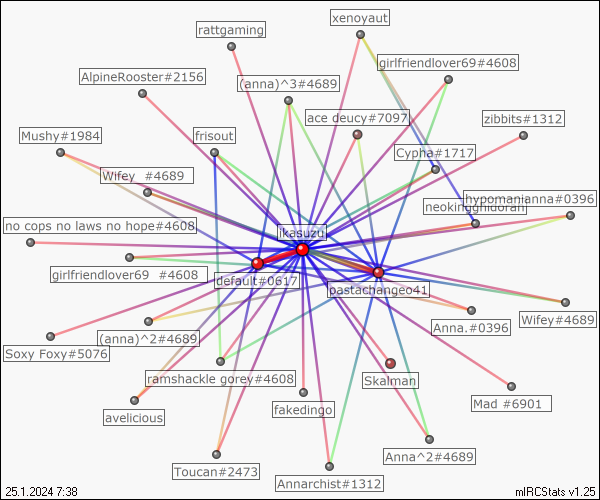 xenoyaut
rattgaming
girlfriendlover69#4608
AlpineRooster#2156
(anna)^3#4689
ace deucy#7097
zibbits#1312
Mushy#1984
frisout
Cypha#1717
Wifey  #4689
hypomanianna#0396
neokingghidorah
no cops no laws no hope#4608
ikasuzu
girlfriendlover69  #4608
default#0617
pastachangeo41
Anna.#0396
Wifey#4689
(anna)^2#4689
Soxy Foxy#5076
ramshackle gorey#4608
Skalman
avelicious
fakedingo
Mad #6901
Toucan#2473
Anna^2#4689
Annarchist#1312
25.1.2024 7:38
mIRCStats v1.25